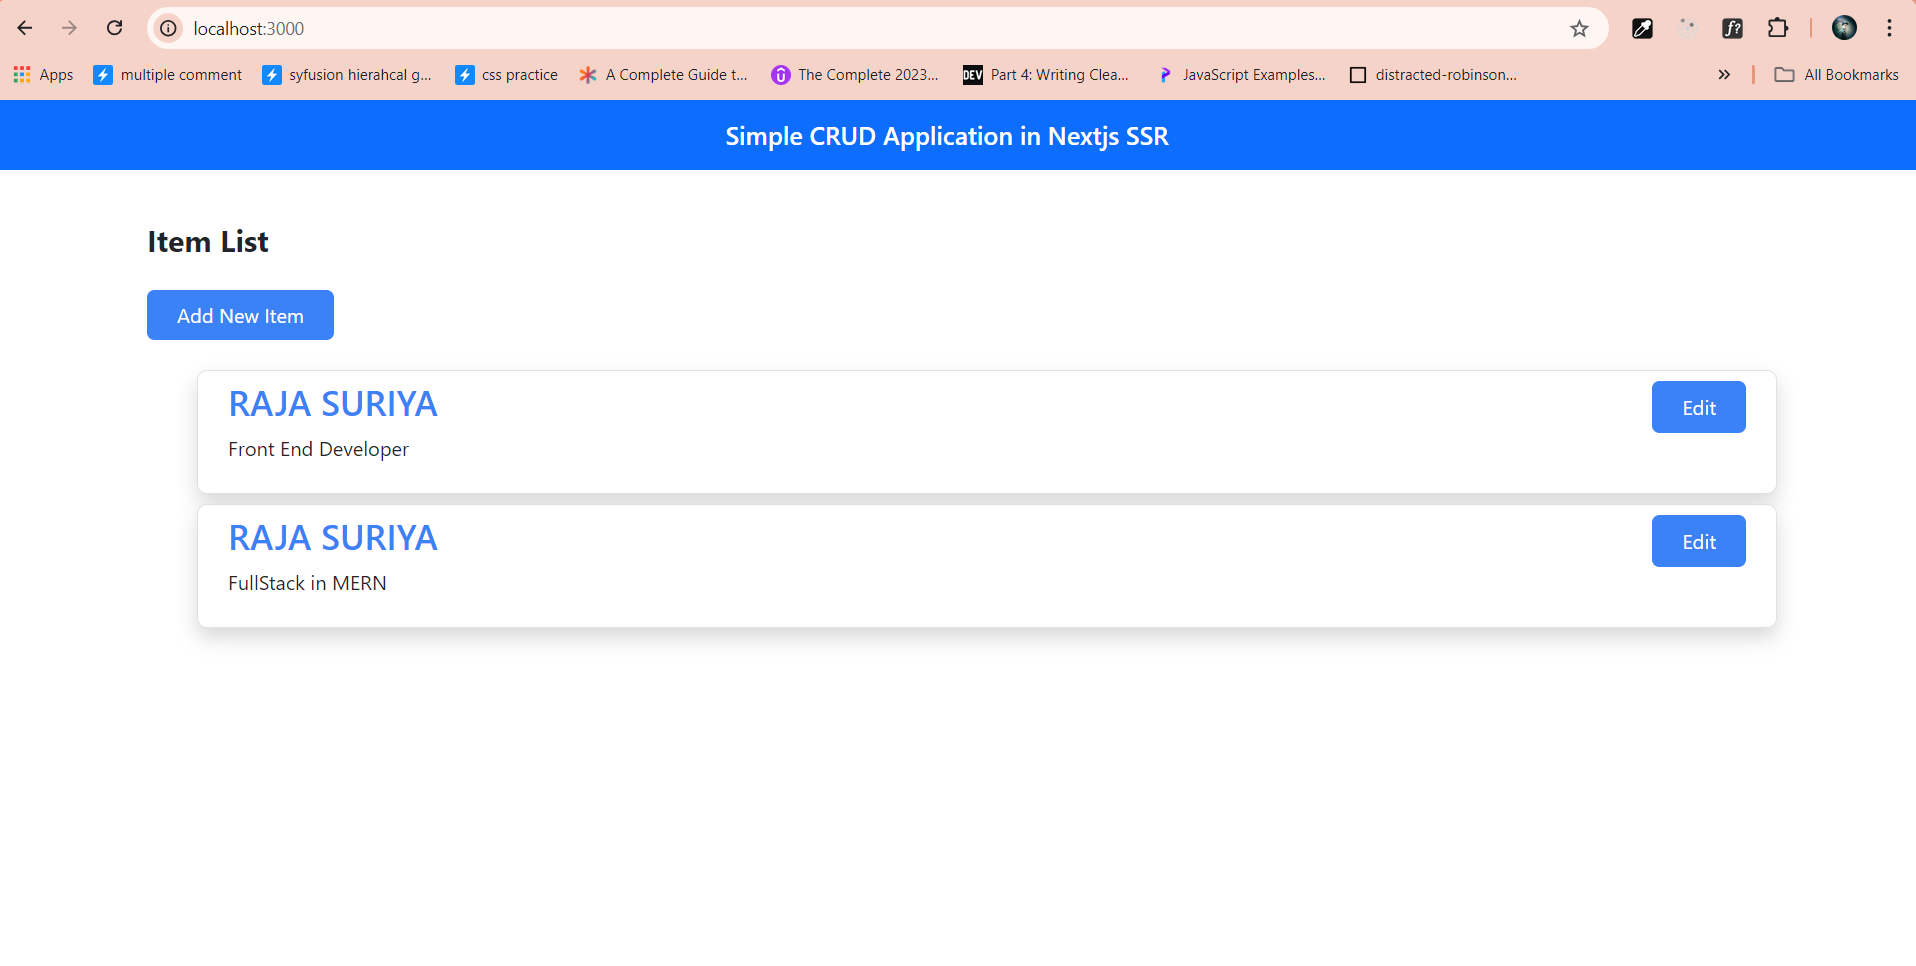 localhost:3000
Apps multiple comment syfusion hierahcal g... css practice A Complete Guide t... The Complete 2023... DEV Part 4: Writing Clea... JavaScript Examples... distracted-robinson... All Bookmarks
Simple CRUD Application in Nextjs SSR
Item List
Add New Item
RAJA SURIYA
Edit
Front End Developer
RAJA SURIYA
Edit
FullStack in MERN